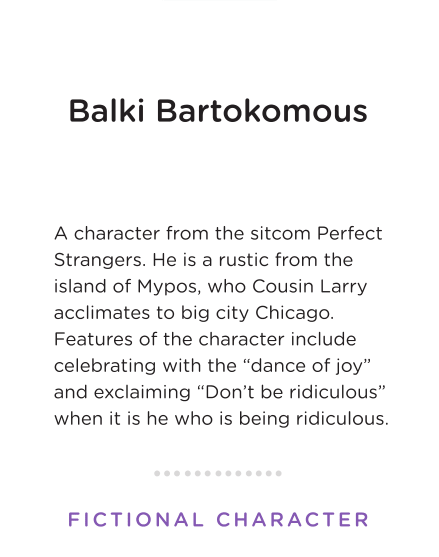 Balki Bartokomous
A character from the sitcom Perfect
Strangers. He is a rustic from the
island of Mypos, who Cousin Larry
acclimates to big city Chicago.
Features of the character include
celebrating with the “dance of joy”
and exclaiming “Don’t be ridiculous”
when it is he who is being ridiculous.
FICTIONAL CHARACTER